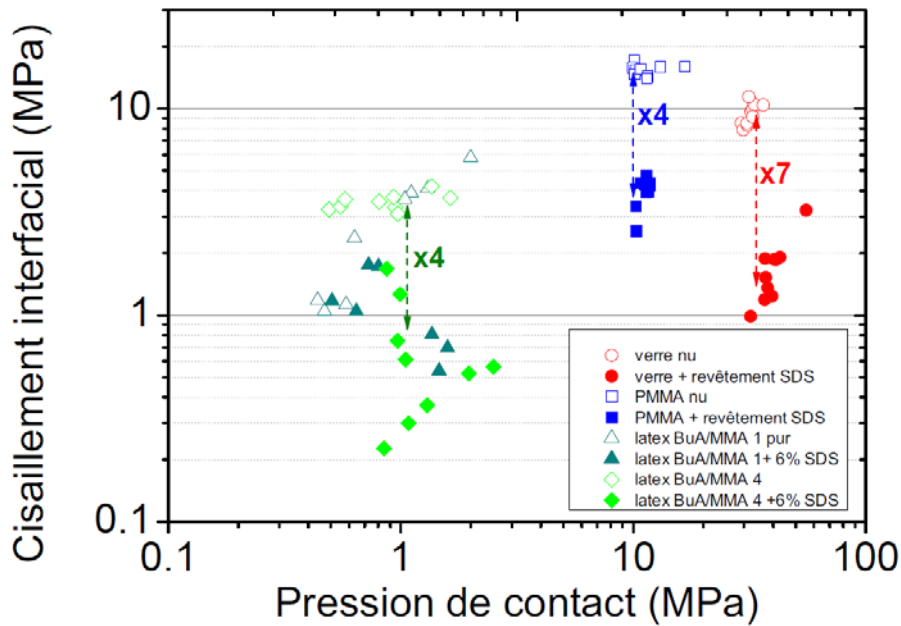 Cisaillement interfacial (MPa)
10
1
0.1
x4
x4
x7
verre nu
verre + revêtement SDS
PMMA nu
PMMA + revêtement SDS
latex BuA/MMA 1 pur
latex BuA/MMA 1+ 6% SDS
latex BuA/MMA 4
latex BuA/MMA 4 +6% SDS
0.1
1
10
100
Pression de contact (MPa)